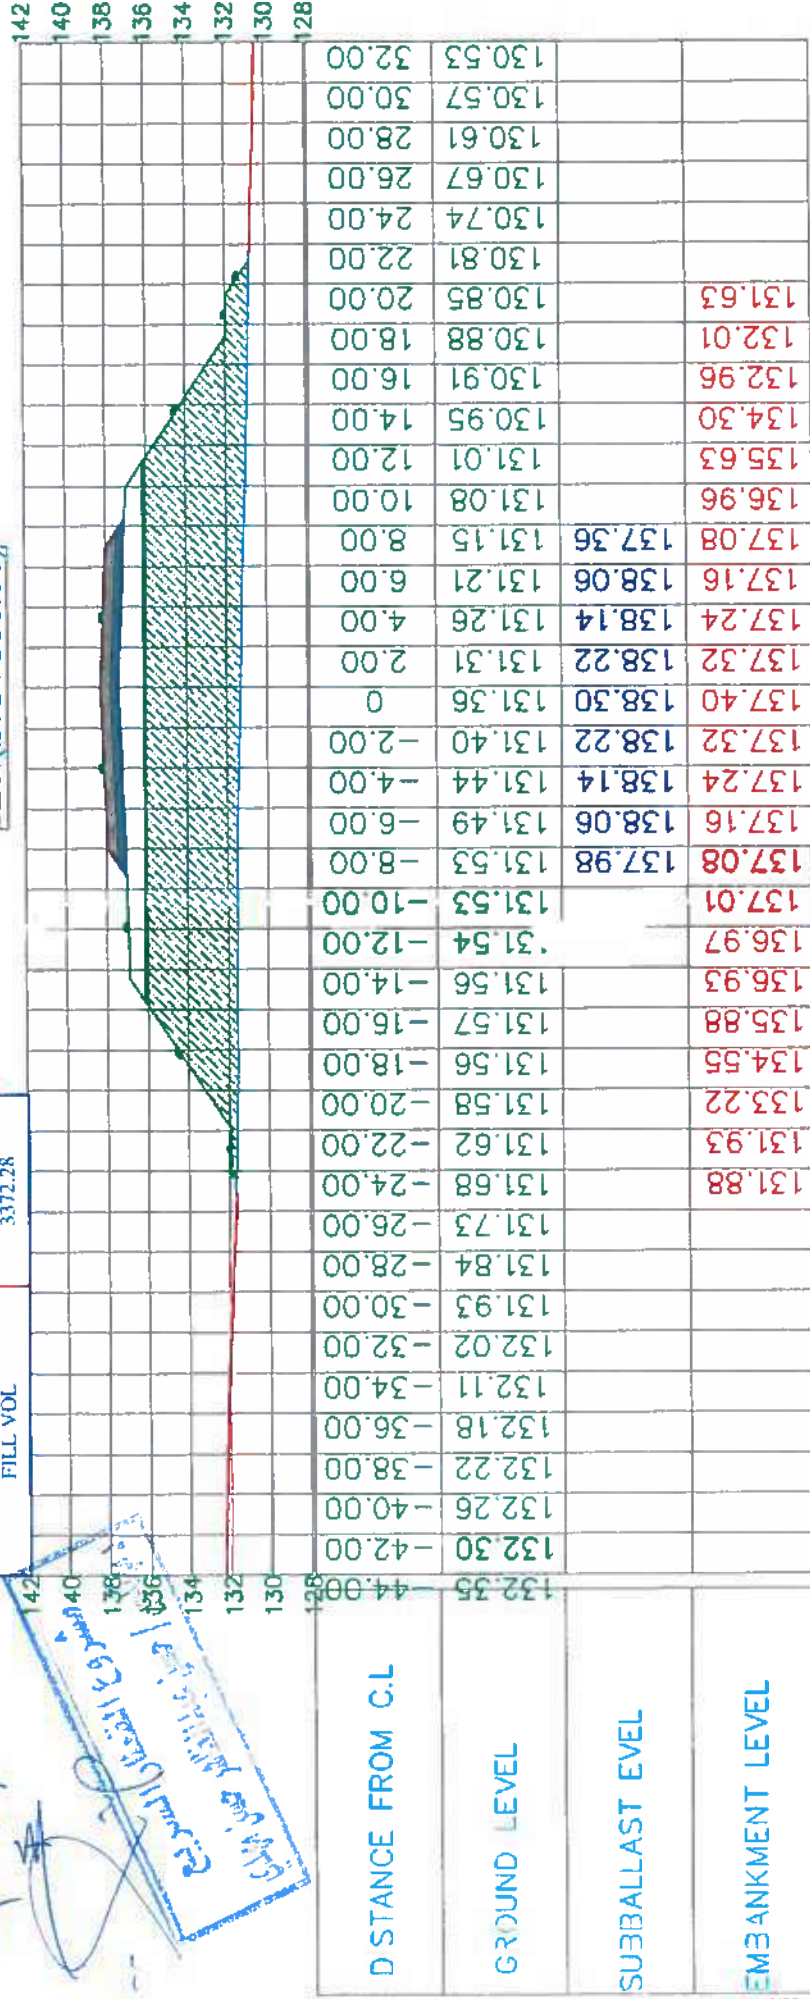 FILL VOL 3372.28
142 142
140 140
138 138
136 136
134 134
132 132
130 130
128 128
DISTANCE FROM C.L -44.00 -42.00 -40.00 -38.00 -36.00 -34.00 -32.00 -30.00 -28.00 -26.00 -24.00 -22.00 -20.00 -18.00 -16.00 -14.00 -12.00 -10.00 -8.00 -6.00 -4.00 -2.00 0 2.00 4.00 6.00 8.00 10.00 12.00 14.00 16.00 18.00 20.00 22.00 24.00 26.00 28.00 30.00 32.00
GROUND LEVEL 132.35 132.30 132.26 132.22 132.18 132.11 132.02 131.93 131.84 131.73 131.68 131.62 131.58 131.56 131.57 131.56 131.54 131.53 131.53 131.49 131.44 131.40 131.36 131.31 131.26 131.21 131.15 131.08 131.01 130.95 130.91 130.88 130.85 130.81 130.74 130.67 130.61 130.57 130.53
SUBBALLAST EVEL 137.98 138.06 138.14 138.22 138.30 138.22 138.14 138.06 137.36
EMBANKMENT LEVEL 131.88 131.93 133.22 134.55 135.88 136.93 136.97 137.01 137.08 137.16 137.24 137.32 137.40 137.32 137.24 137.16 137.08 136.96 135.63 134.30 132.96 132.01 131.63